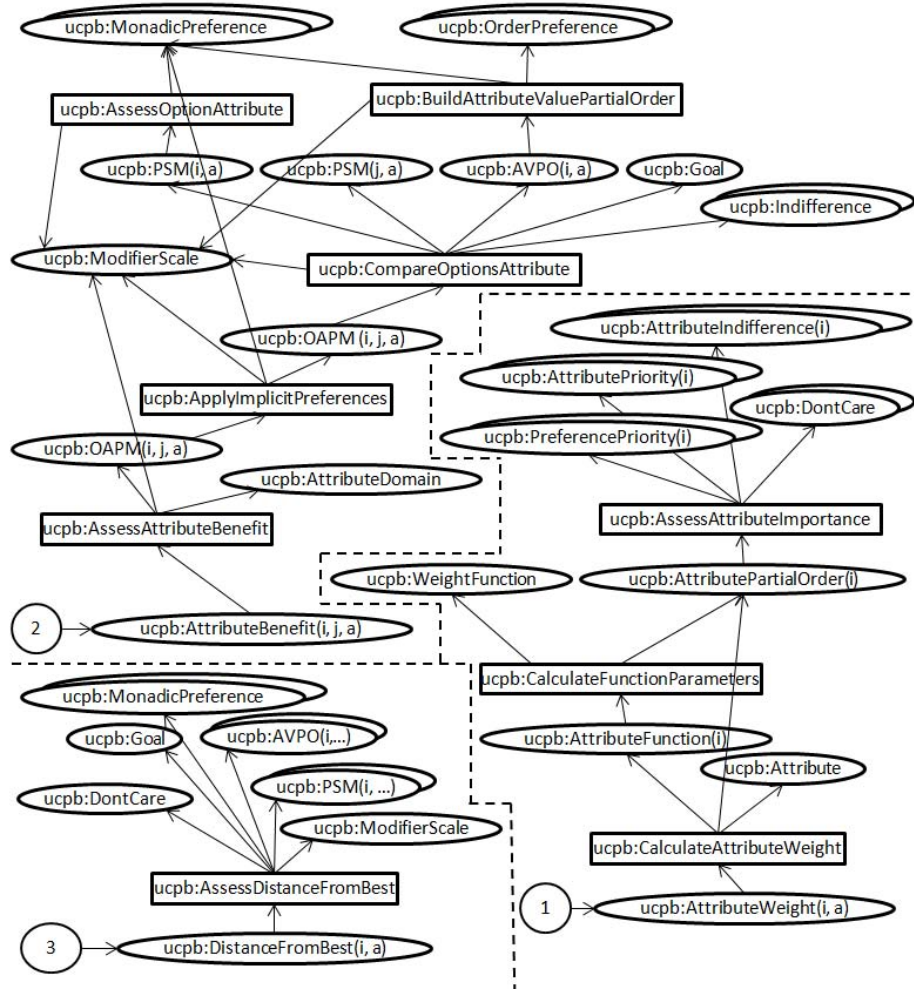 ucpb:MonadicPreference
ucpb:OrderPreference
ucpb:AssessOptionAttribute
ucpb:BuildAttributeValuePartialOrder
ucpb:PSM(i, a)
ucpb:PSM(j, a)
ucpb:AVPO(i, a)
ucpb:Goal
ucpb:Indifference
ucpb:ModifierScale
ucpb:CompareOptionsAttribute
ucpb:OAPM (i, j, a)
ucpb:AttributeIndifference(i)
ucpb:AttributePriority(i)
ucpb:ApplyImplicitPreferences
ucpb:DontCare
ucpb:PreferencePriority(i)
ucpb:OAPM(i, j, a)
ucpb:AttributeDomain
ucpb:AssessAttributeBenefit
ucpb:AssessAttributeImportance
ucpb:WeightFunction
ucpb:AttributePartialOrder(i)
2
ucpb:AttributeBenefit(i, j, a)
ucpb:CalculateFunctionParameters
ucpb:MonadicPreference
ucpb:Goal
ucpb:AVPO(i,...)
ucpb:AttributeFunction(i)
ucpb:Attribute
ucpb:PSM(i, ...)
ucpb:DontCare
ucpb:ModifierScale
ucpb:CalculateAttributeWeight
ucpb:AssessDistanceFromBest
1
ucpb:AttributeWeight(i, a)
3
ucpb:DistanceFromBest(i, a)